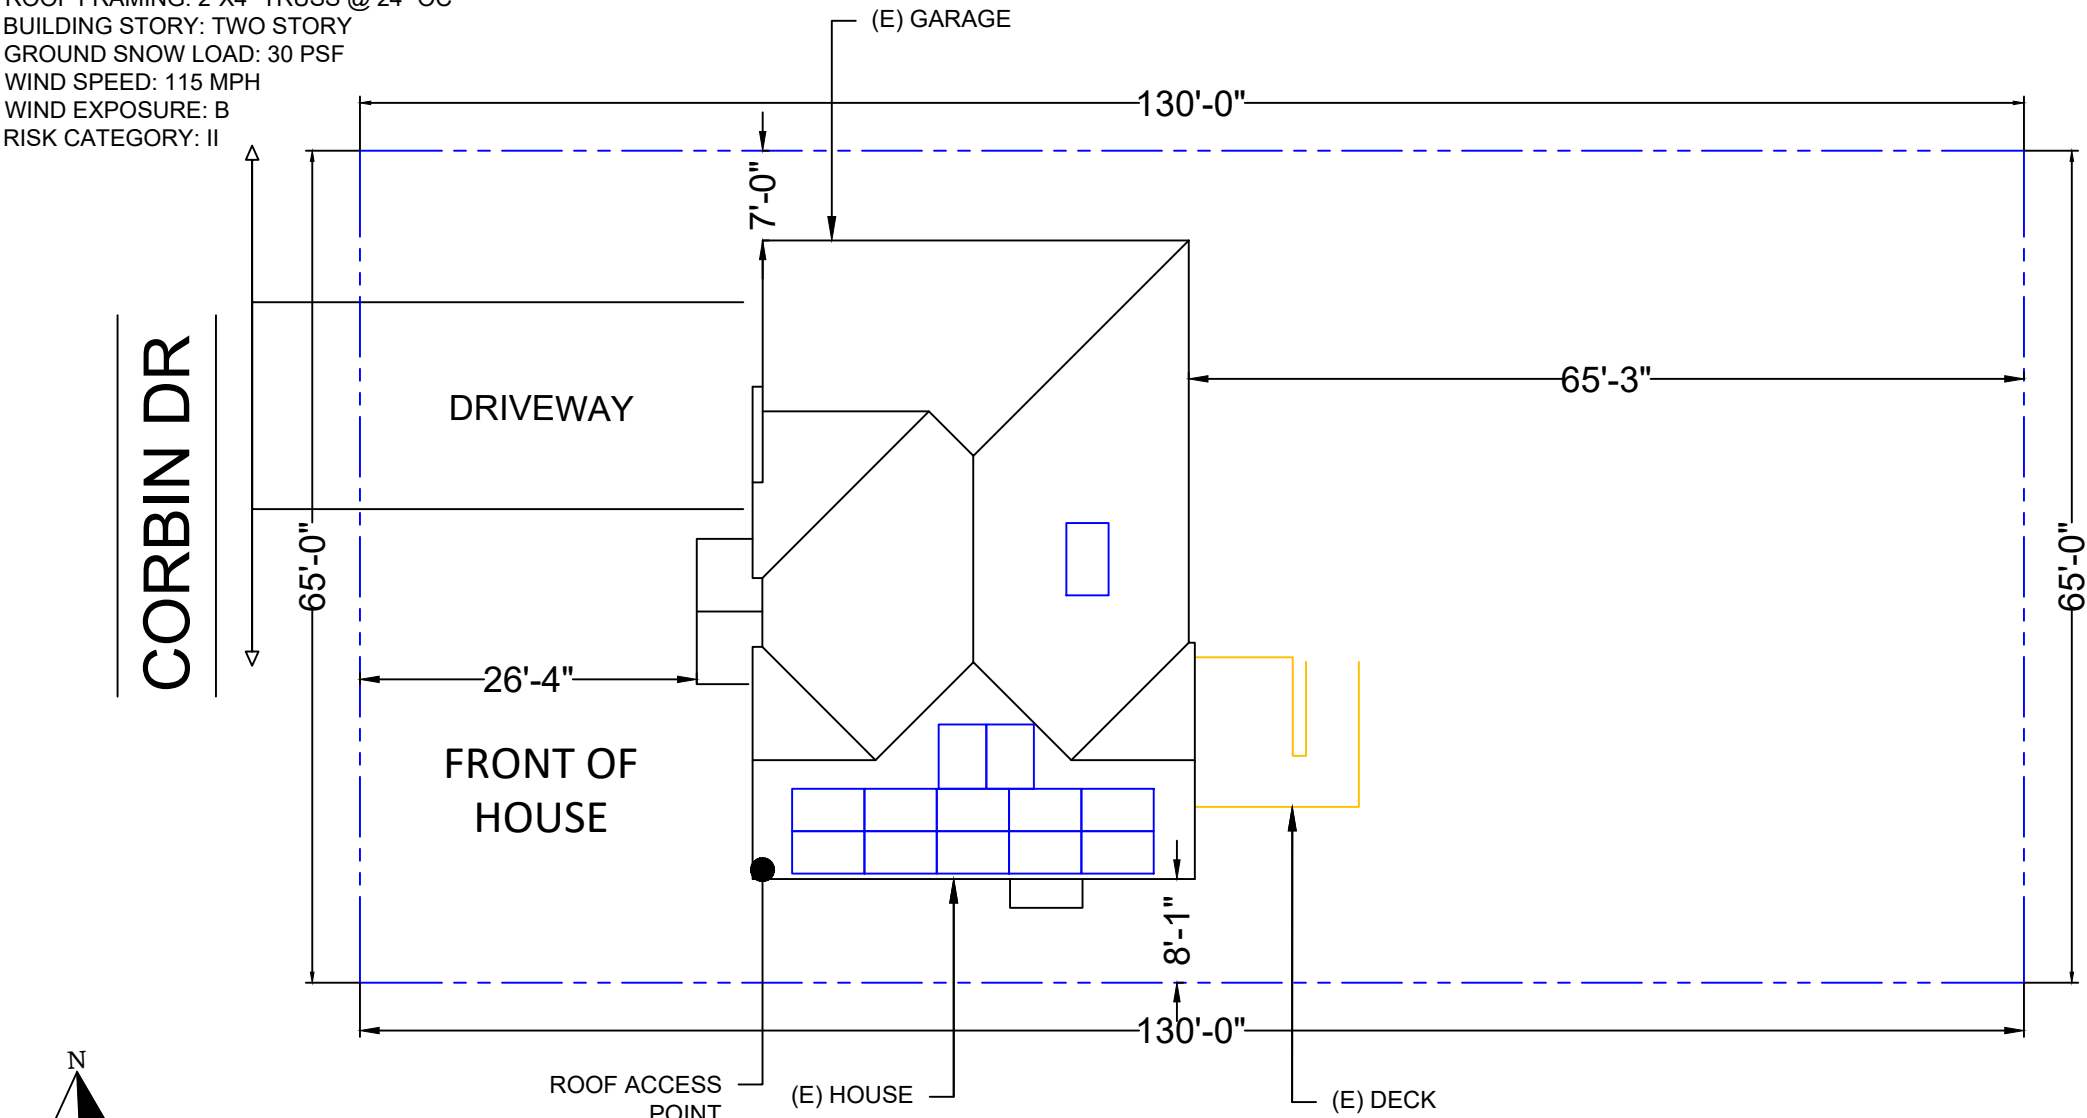 ROOF FRAMING: 2"X4" TRUSS @ 24" OC
BUILDING STORY: TWO STORY
GROUND SNOW LOAD: 30 PSF
WIND SPEED: 115 MPH
WIND EXPOSURE: B
RISK CATEGORY: II
(E) GARAGE
130'-0"
7'-0"
CORBIN DR
DRIVEWAY
65'-3"
65'-0"
65'-0"
26'-4"
FRONT OF
HOUSE
8'-1"
130'-0"
N
ROOF ACCESS
POINT
(E) HOUSE
(E) DECK